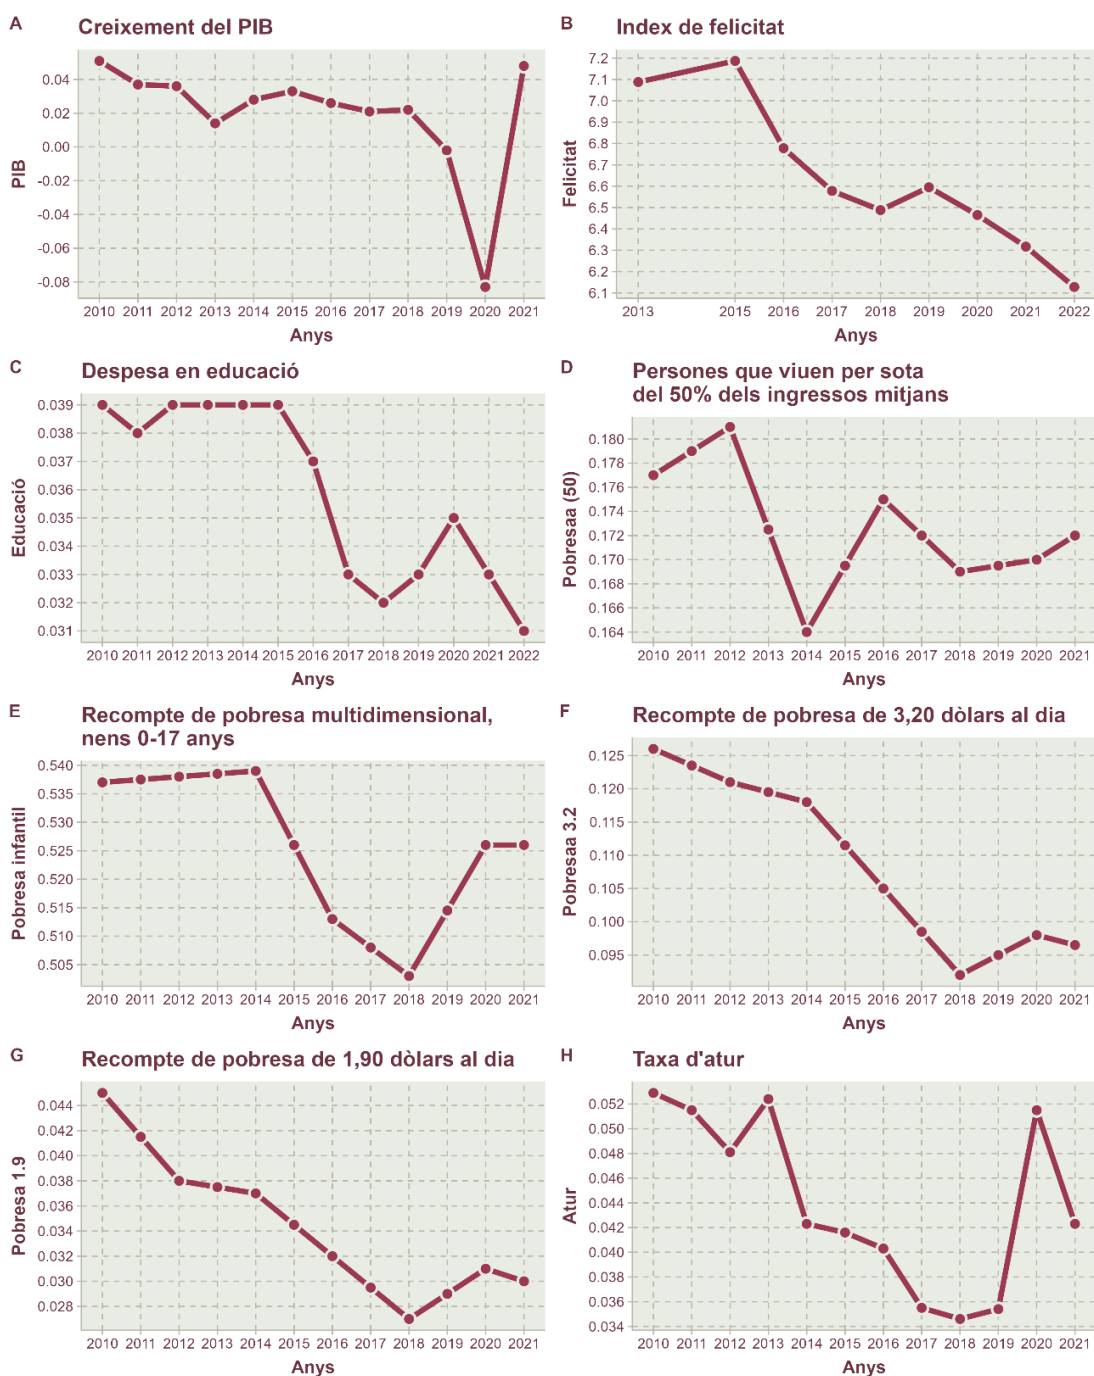 A Creixement del PIB
0.04
0.02
0.00
-0.02
-0.04
-0.06
-0.08
PIB
2010 2011 2012 2013 2014 2015 2016 2017 2018 2019 2020 2021
Anys
B Index de felicitat
7.2
7.1
7.0
6.9
6.8
6.7
6.6
6.5
6.4
6.3
6.2
6.1
Felicitat
2013 2015 2016 2017 2018 2019 2020 2021 2022
Anys
C Despesa en educació
0.039
0.038
0.037
0.036
0.035
0.034
0.033
0.032
0.031
Educació
2010 2011 2012 2013 2014 2015 2016 2017 2018 2019 2020 2021 2022
Anys
D Persones que viuen per sota
del 50% dels ingressos mitjans
0.180
0.178
0.176
0.174
0.172
0.170
0.168
0.166
0.164
Pobresaa (50)
2010 2011 2012 2013 2014 2015 2016 2017 2018 2019 2020 2021
Anys
E Recompte de pobresa multidimensional,
nens 0-17 anys
0.540
0.535
0.530
0.525
0.520
0.515
0.510
0.505
Pobresa infantil
2010 2011 2012 2013 2014 2015 2016 2017 2018 2019 2020 2021
Anys
F Recompte de pobresa de 3,20 dòlars al dia
0.125
0.120
0.115
0.110
0.105
0.100
0.095
Pobresaa 3.2
2010 2011 2012 2013 2014 2015 2016 2017 2018 2019 2020 2021
Anys
G Recompte de pobresa de 1,90 dòlars al dia
0.044
0.042
0.040
0.038
0.036
0.034
0.032
0.030
0.028
Pobresa 1.9
2010 2011 2012 2013 2014 2015 2016 2017 2018 2019 2020 2021
Anys
H Taxa d'atur
0.052
0.050
0.048
0.046
0.044
0.042
0.040
0.038
0.036
0.034
Atur
2010 2011 2012 2013 2014 2015 2016 2017 2018 2019 2020 2021
Anys